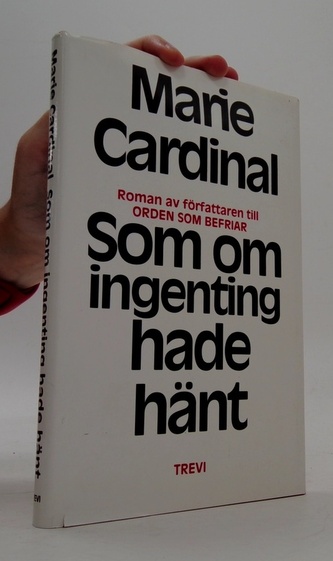 Marie
Cardinal
Roman av författaren till
ORDEN SOM BEFRIAR
Som om
ingenting
hade
hänt
TREVI
Marie Cardinal Som om ingenting hade hänt